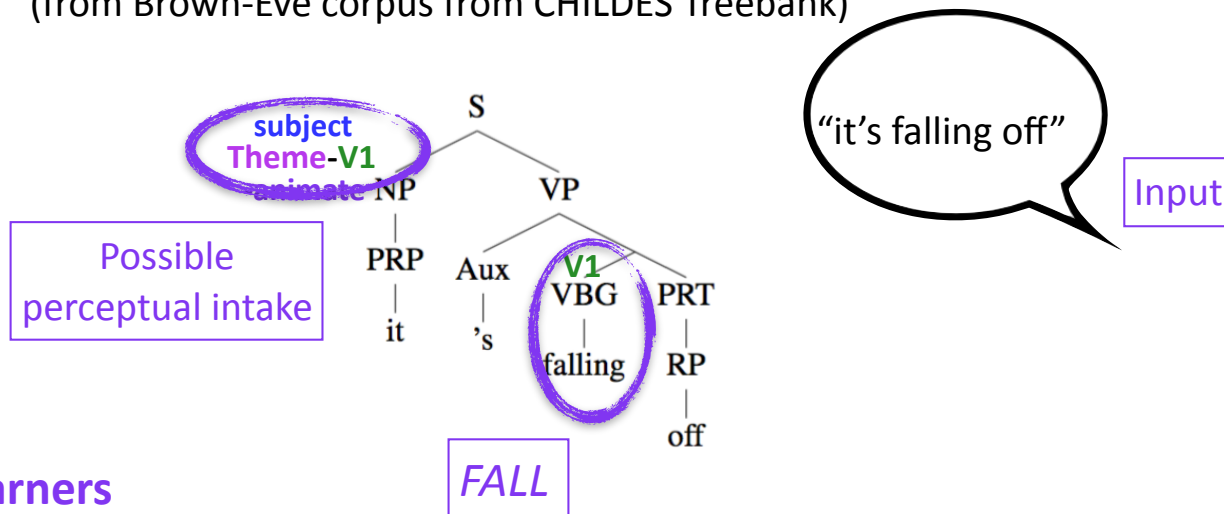 (from Brown-Eve corpus from CHILDES Treebank)
S
subject
Theme-V1
animate NP
VP
"it's falling off"
Input
Possible
perceptual intake
PRP
Aux
V1
VBG
PRT
it
's
falling
RP
off
FALL
arners